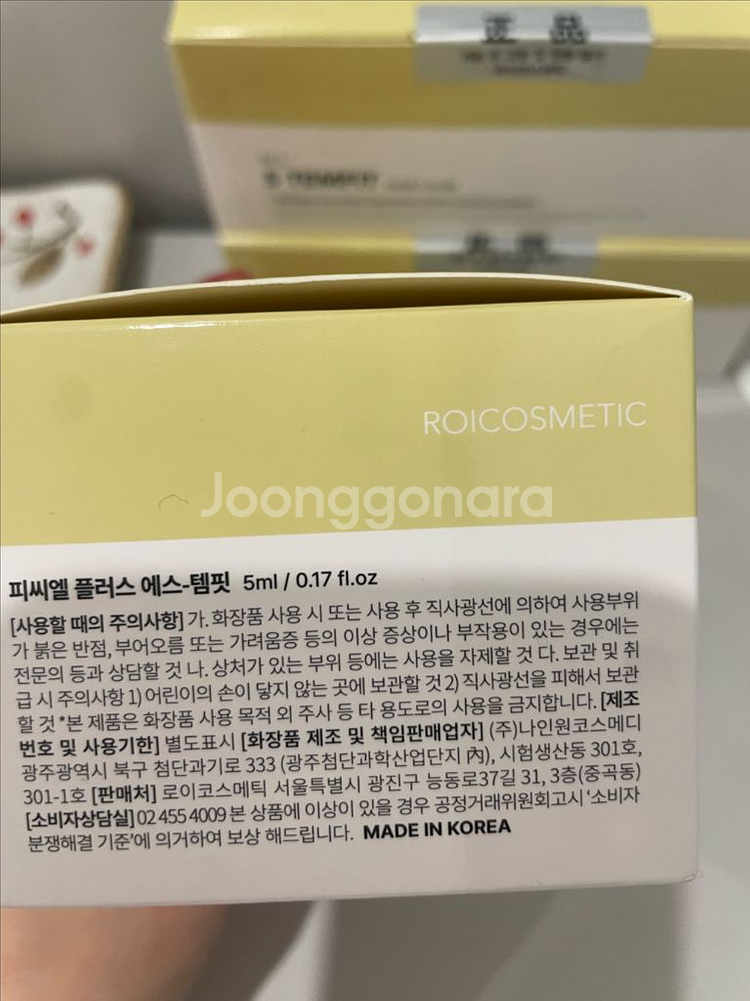 正品
ROICOSMETIC
Joonggonara
피씨엘 플러스 에스-템핏 5ml / 0.17 fl.oz
[사용할 때의 주의사항] 가. 화장품 사용 시 또는 사용 후 직사광선에 의하여 사용부위
가 붉은 반점, 부어오름 또는 가려움증 등의 이상 증상이나 부작용이 있는 경우에는
전문의 등과 상담할 것 나. 상처가 있는 부위 등에는 사용을 자제할 것 다. 보관 및 취
급 시 주의사항 1) 어린이의 손이 닿지 않는 곳에 보관할 것 2) 직사광선을 피해서 보관
할 것 *본 제품은 화장품 사용 목적 외 주사 등 타 용도로의 사용을 금지합니다. [제조
번호 및 사용기한] 별도표시 [화장품 제조 및 책임판매업자] (주)나인원코스메디
광주광역시 북구 첨단과기로 333 (광주첨단과학산업단지 內), 시험생산동 301호,
301-1호 [판매처] 로이코스메틱 서울특별시 광진구 능동로37길 31, 3층(중곡동)
[소비자상담실] 02 455 4009 본 상품에 이상이 있을 경우 공정거래위원회고시 '소비자
분쟁해결 기준'에 의거하여 보상 해드립니다. MADE IN KOREA